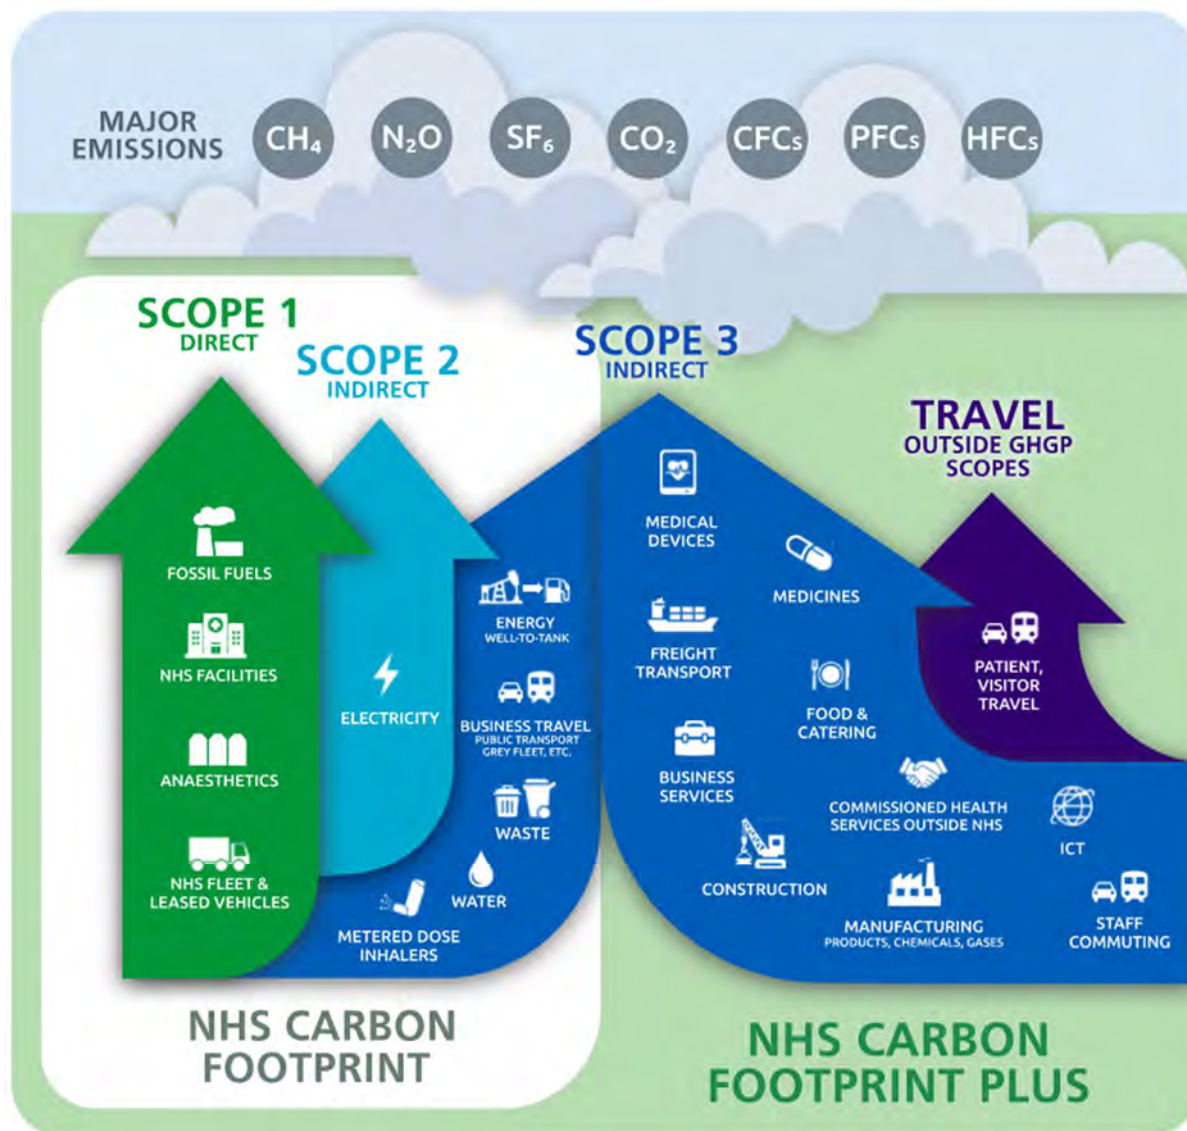 MAJOR
EMISSIONS
CH₄
N₂O
SF₆
CO₂
CFCs
PFCs
HFCs
SCOPE 1
DIRECT
FOSSIL FUELS
NHS FACILITIES
ANAESTHETICS
NHS FLEET &
LEASED VEHICLES
SCOPE 2
INDIRECT
ELECTRICITY
SCOPE 3
INDIRECT
ENERGY
WELL-TO-TANK
BUSINESS TRAVEL
PUBLIC TRANSPORT
GREY FLEET, ETC.
WASTE
WATER
METERED DOSE
INHALERS
MEDICAL
DEVICES
MEDICINES
FREIGHT
TRANSPORT
FOOD &
CATERING
BUSINESS
SERVICES
COMMISSIONED HEALTH
SERVICES OUTSIDE NHS
ICT
CONSTRUCTION
MANUFACTURING
PRODUCTS, CHEMICALS, GASES
STAFF
COMMUTING
TRAVEL
OUTSIDE GHGP
SCOPES
PATIENT,
VISITOR
TRAVEL
NHS CARBON
FOOTPRINT
NHS CARBON
FOOTPRINT PLUS